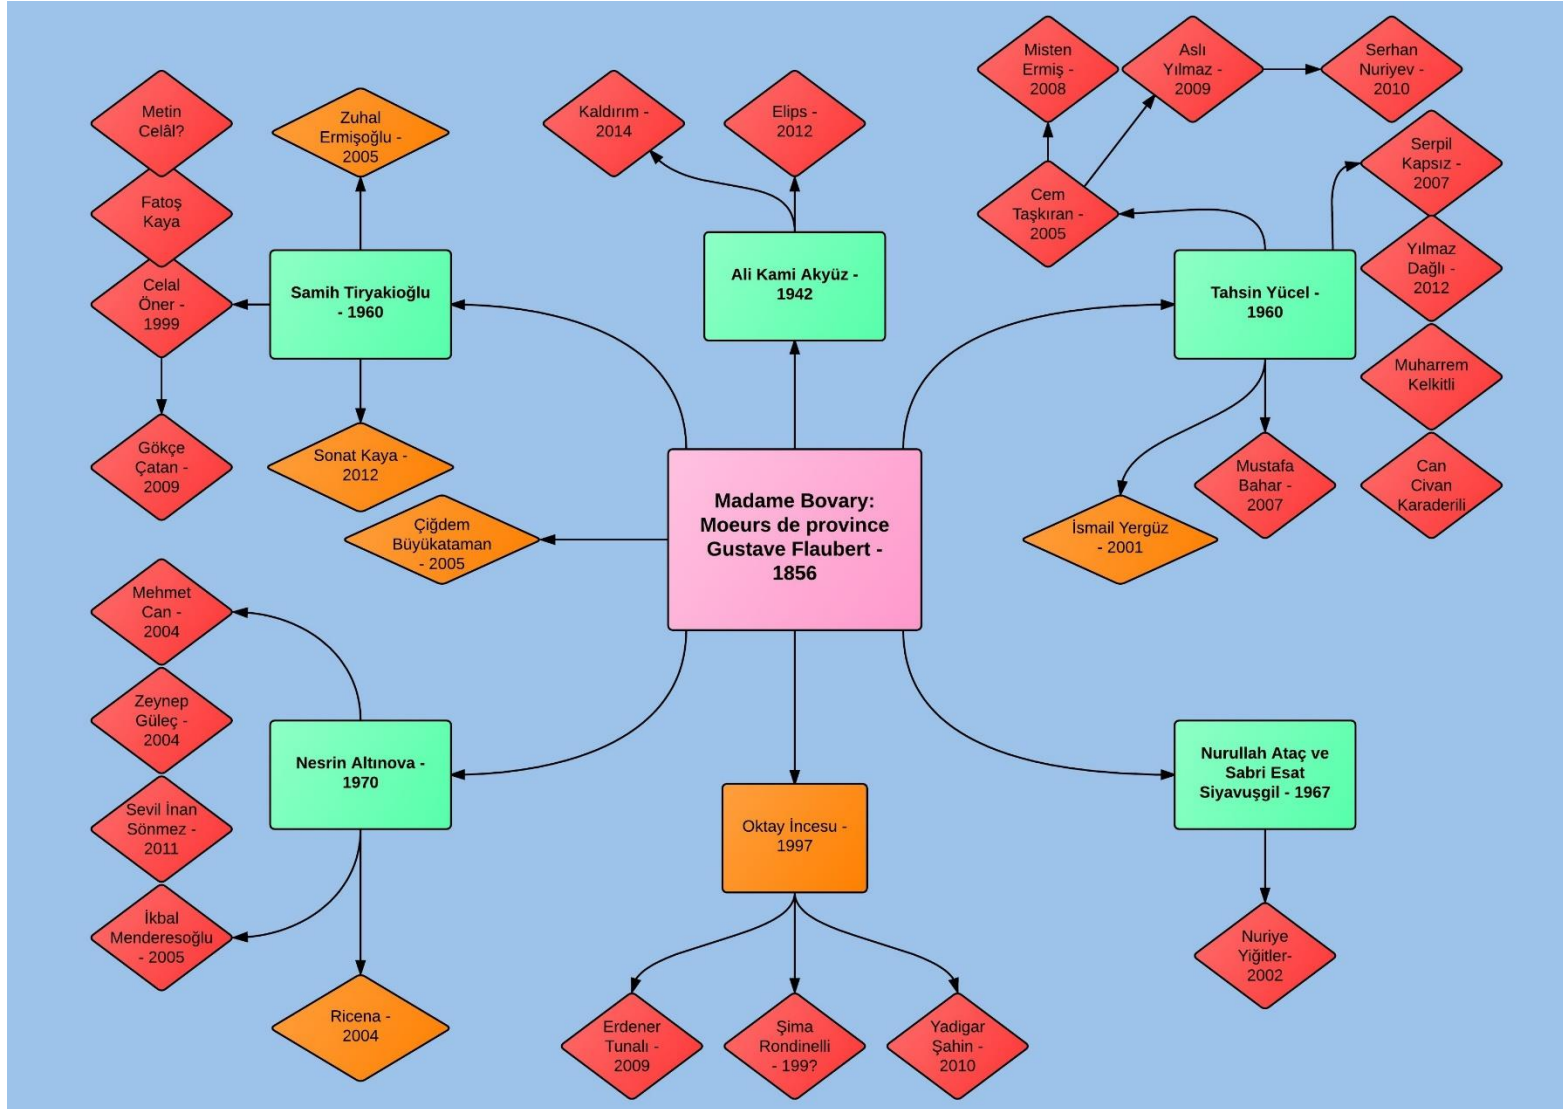 Metin
Celâl?
Fatoş
Kaya
Celal
Öner -
1999
Gökçe
Çatan -
2009
Zuhal
Ermişoğlu -
2005
Samih Tiryakioğlu
- 1960
Sonat Kaya -
2012
Çiğdem
Büyükataman
- 2005
Kaldırım -
2014
Elips -
2012
Ali Kami Akyüz -
1942
Misten
Ermiş -
2008
Aslı
Yılmaz -
2009
Serhan
Nuriyev -
2010
Cem
Taşkıran -
2005
Serpil
Kapsız -
2007
Yılmaz
Dağlı -
2012
Muharrem
Kelkitli
Can
Civan
Karaderili
Tahsin Yücel -
1960
Mustafa
Bahar -
2007
İsmail Yergüz
- 2001
Madame Bovary:
Moeurs de province
Gustave Flaubert -
1856
Mehmet
Can -
2004
Zeynep
Güleç -
2004
Sevil İnan
Sönmez -
2011
İkbal
Menderesoğlu
- 2005
Nesrin Altınova -
1970
Ricena -
2004
Oktay İncesu -
1997
Erdener
Tunalı -
2009
Şima
Rondinelli
- 199?
Yadigar
Şahin -
2010
Nurullah Ataç ve
Sabri Esat
Siyavuşgil - 1967
Nuriye
Yiğitler-
2002